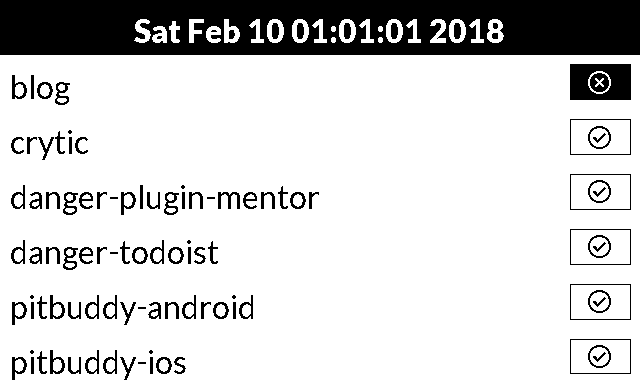 Sat Feb 10 01:01:01 2018
blog
crytic
danger-plugin-mentor
danger-todoist
pitbuddy-android
pitbuddy-ios